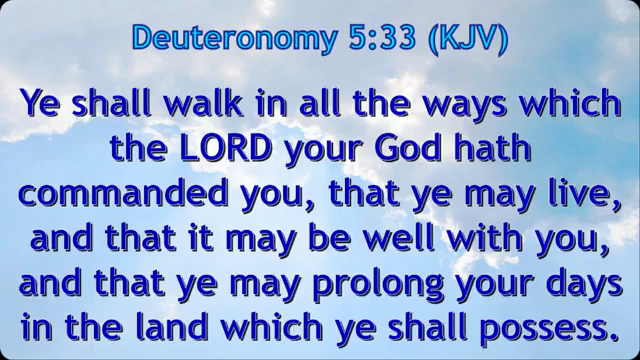 Deuteronomy 5:33 (KJV)
Ye shall walk in all the ways which
the LORD your God hath
commanded you, that ye may live,
and that it may be well with you,
and that ye may prolong your days
in the land which ye shall possess.